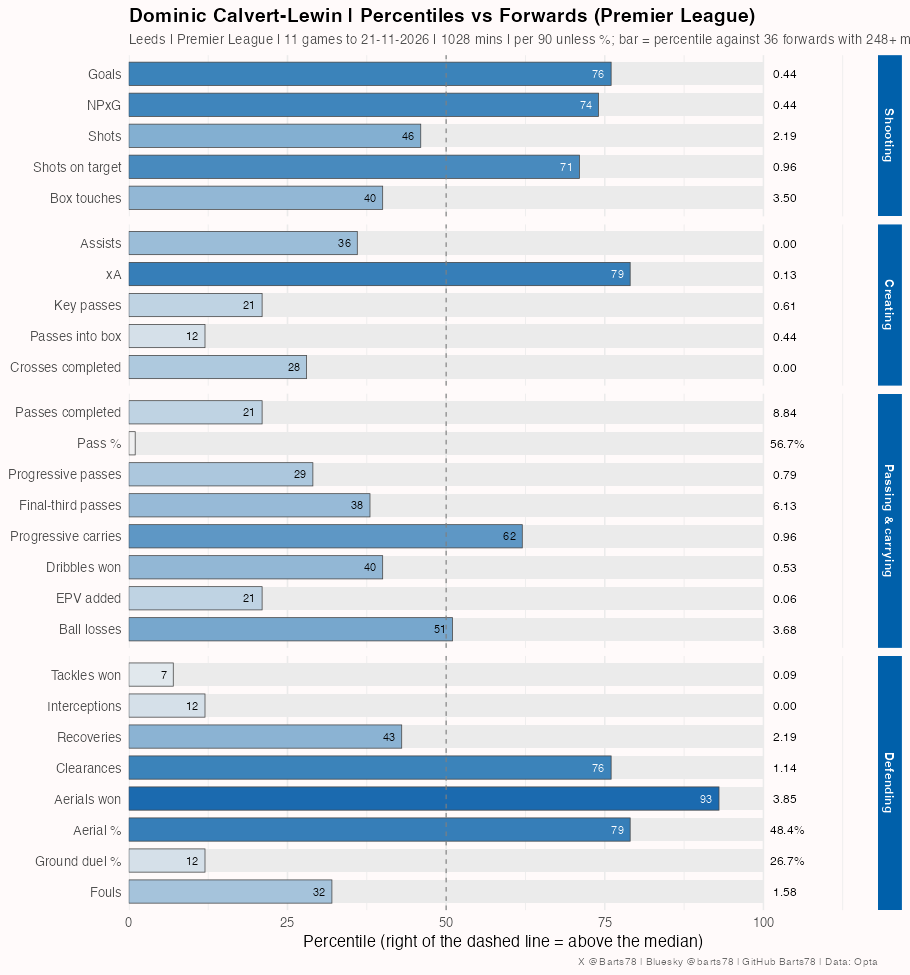 Dominic Calvert-Lewin | Percentiles vs Forwards (Premier League)
Leeds | Premier League | 11 games to 21-11-2026 | 1028 mins | per 90 unless %; bar = percentile against 36 forwards with 248+ m
Goals 76 0.44
NPxG 74 0.44
Shots 46 2.19
Shots on target 71 0.96
Box touches 40 3.50
Shooting
Assists 36 0.00
xA 79 0.13
Key passes 21 0.61
Passes into box 12 0.44
Crosses completed 28 0.00
Creating
Passes completed 21 8.84
Pass % 56.7%
Progressive passes 29 0.79
Final-third passes 38 6.13
Progressive carries 62 0.96
Dribbles won 40 0.53
EPV added 21 0.06
Ball losses 51 3.68
Passing & carrying
Tackles won 7 0.09
Interceptions 12 0.00
Recoveries 43 2.19
Clearances 76 1.14
Aerials won 93 3.85
Aerial % 79 48.4%
Ground duel % 12 26.7%
Fouls 32 1.58
Defending
0 25 50 75 100
Percentile (right of the dashed line = above the median)
X @Barts78 | Bluesky @barts78 | GitHub Barts78 | Data: Opta